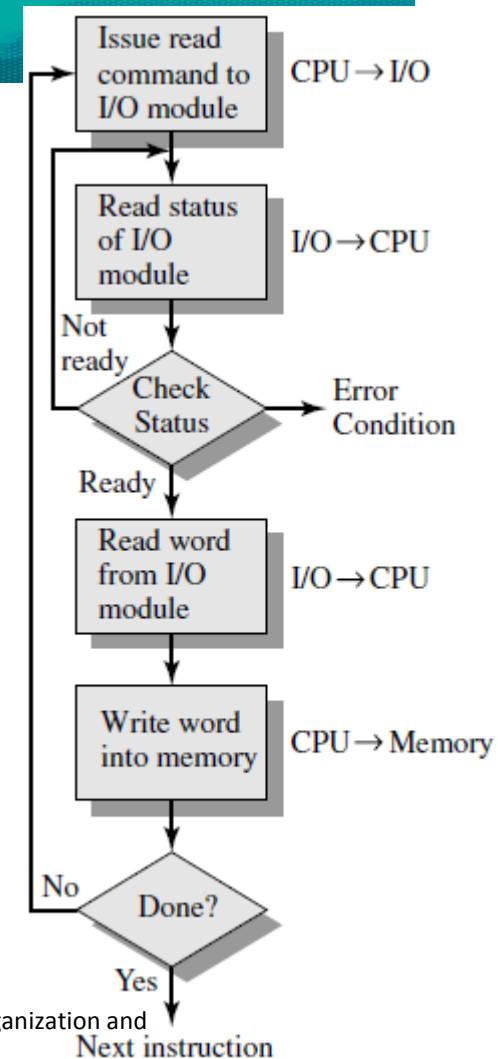 Issue read
command to
I/O module
CPU → I/O
Read status
of I/O
module
I/O → CPU
Not
ready
Check
Status
Error
Condition
Ready
Read word
from I/O
module
I/O → CPU
Write word
into memory
CPU → Memory
No
Done?
Yes
ganization and
Next instruction